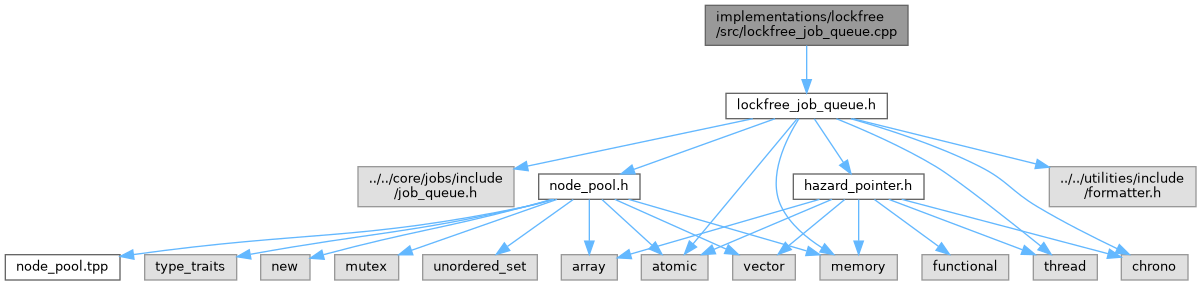 implementations/lockfree
/src/lockfree_job_queue.cpp
lockfree_job_queue.h
../../core/jobs/include
/job_queue.h
node_pool.h
hazard_pointer.h
../../utilities/include
/formatter.h
node_pool.tpp
type_traits
new
mutex
unordered_set
array
atomic
vector
memory
functional
thread
chrono